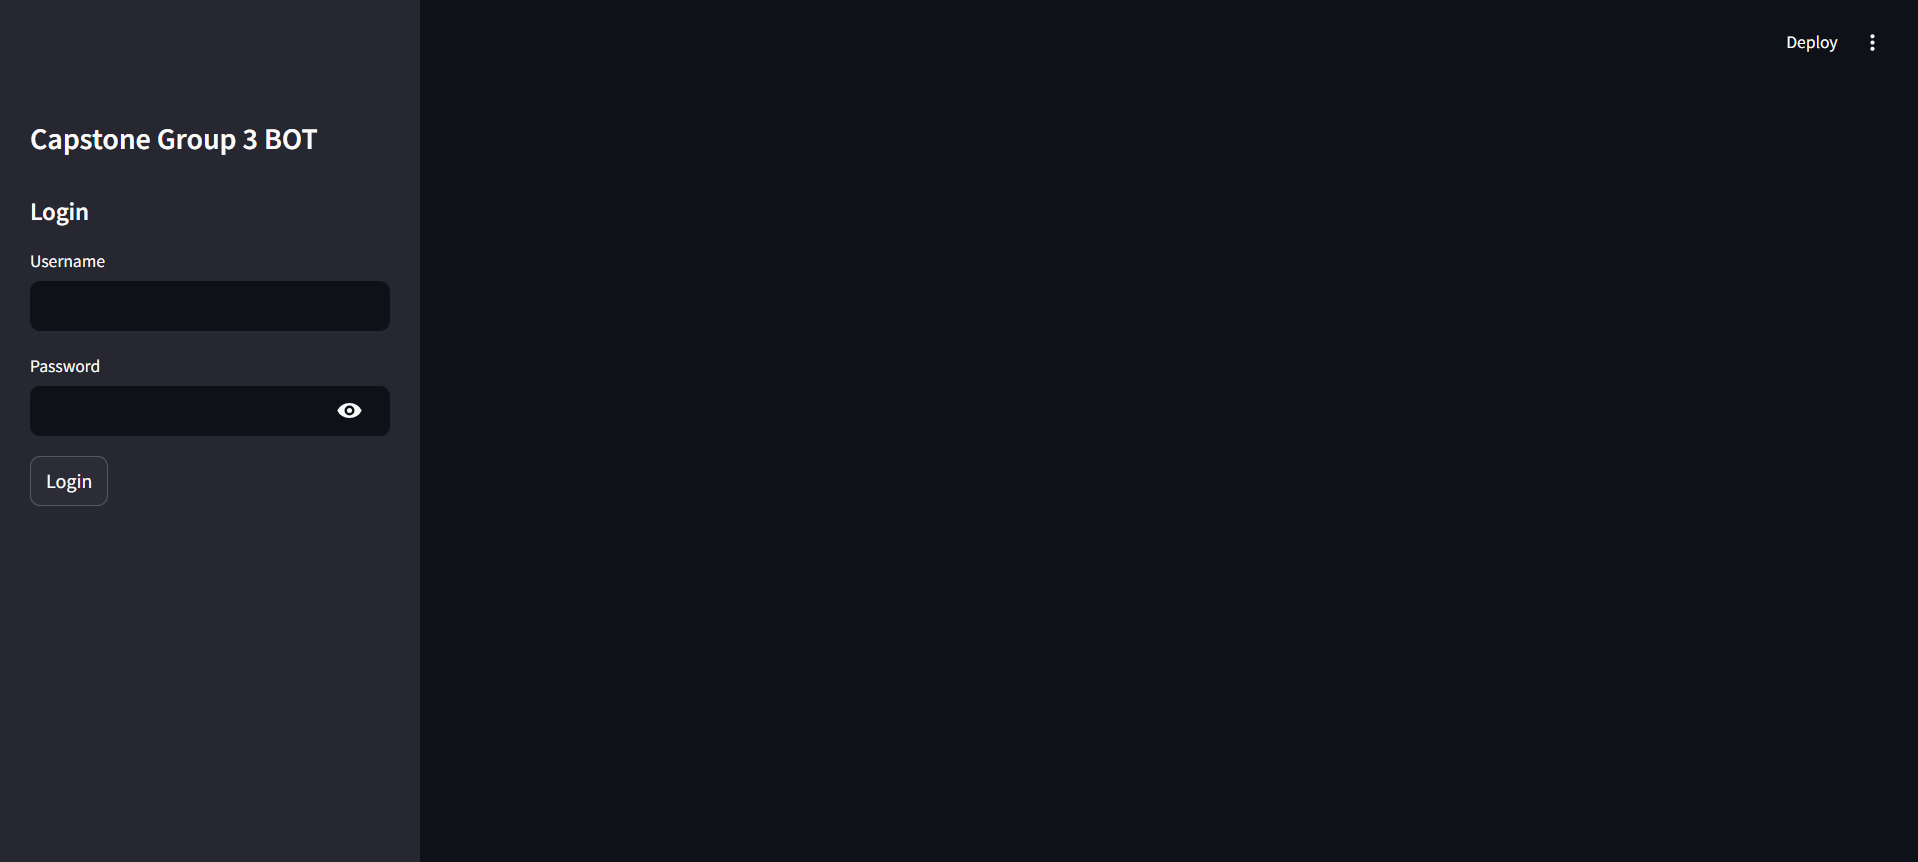 Deploy
Capstone Group 3 BOT
Login
Username
Password
Login